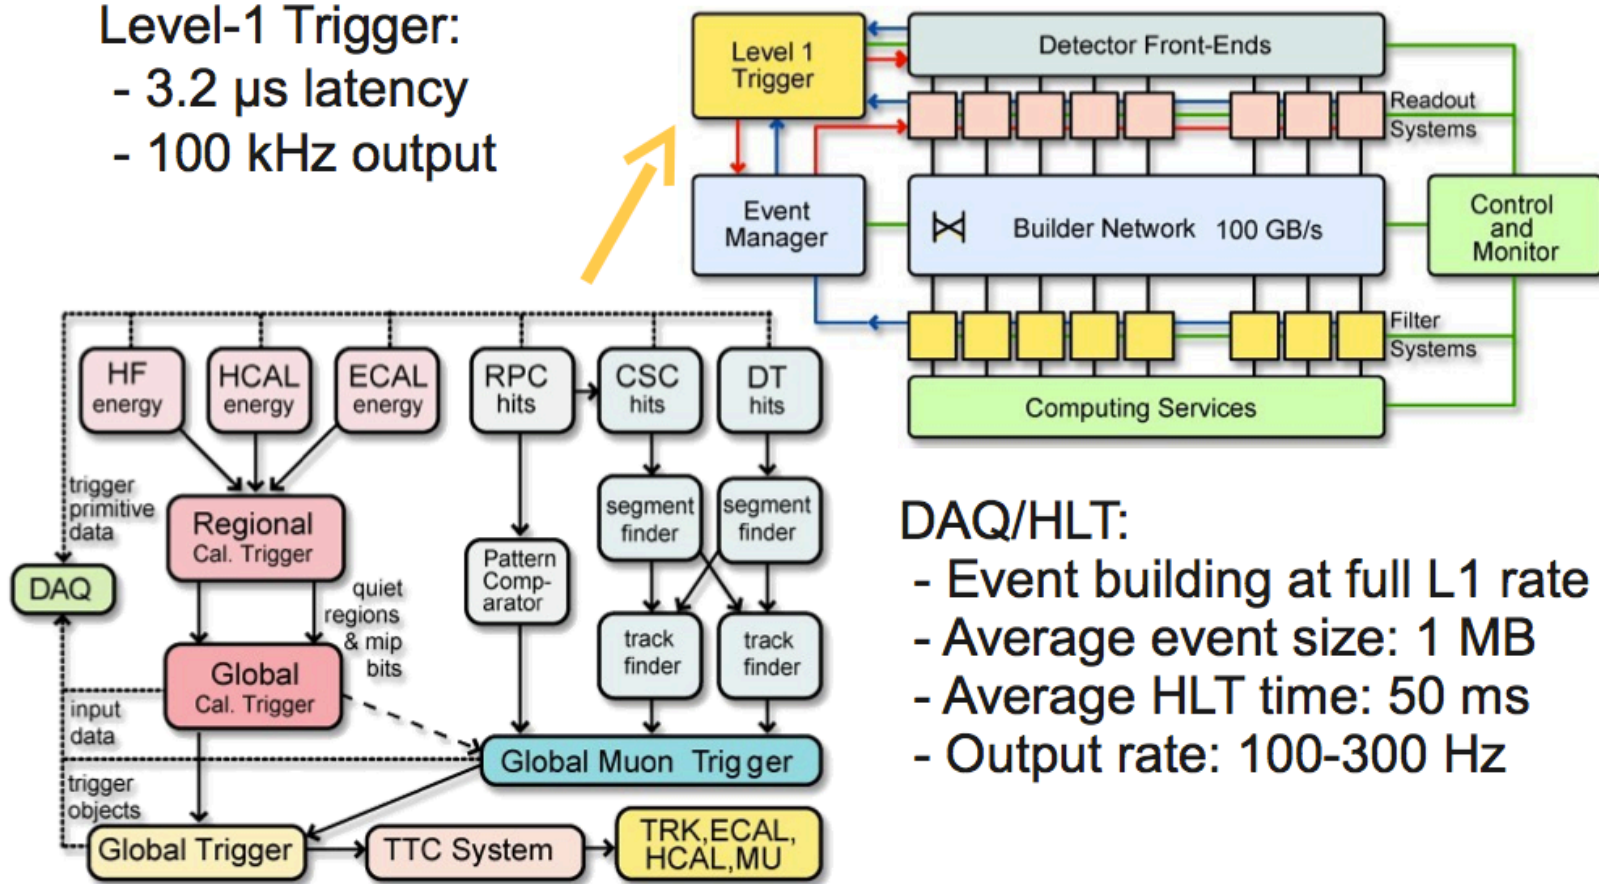 Level-1 Trigger:
- 3.2 µs latency
- 100 kHz output
Level 1
Trigger
Detector Front-Ends
Readout
Systems
Event
Manager
Builder Network 100 GB/s
Control
and
Monitor
Filter
Systems
Computing Services
HF
energy
HCAL
energy
ECAL
energy
RPC
hits
CSC
hits
DT
hits
trigger
primitive
data
Regional
Cal. Trigger
segment
finder
segment
finder
Pattern
Comp-
arator
DAQ
quiet
regions
& mip
bits
track
finder
track
finder
Global
Cal. Trigger
input
data
Global Muon Trigger
trigger
objects
Global Trigger
TTC System
TRK,ECAL,
HCAL,MU
DAQ/HLT:
- Event building at full L1 rate
- Average event size: 1 MB
- Average HLT time: 50 ms
- Output rate: 100-300 Hz